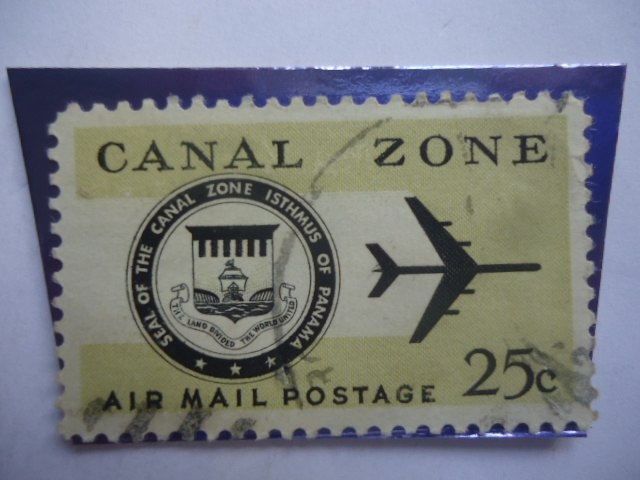 CANAL ZONE
SEAL OF THE CANAL ZONE ISTHMUS OF PANAMA
THE LAND DIVIDED THE WORLD UNITED
AIR MAIL POSTAGE 25c